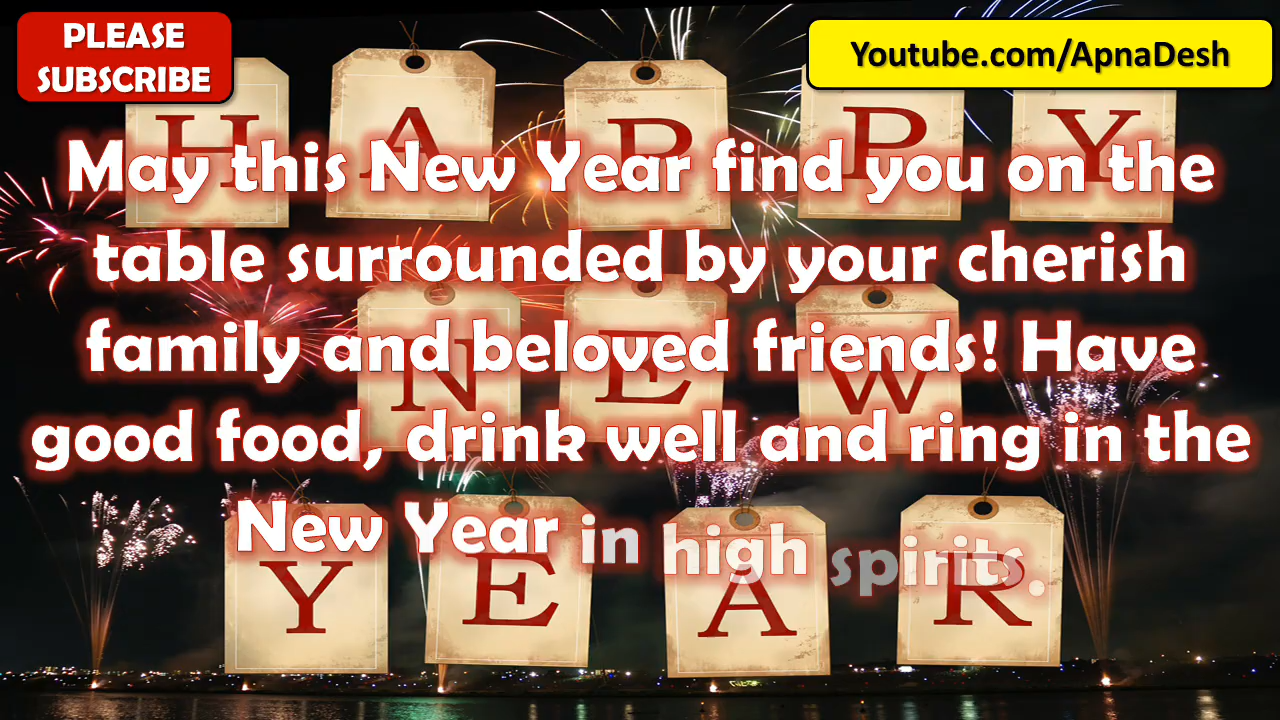 PLEASE
SUBSCRIBE
Youtube.com/ApnaDesh
HAPPY
NEW
YEAR
May this New Year find you on the
table surrounded by your cherish
family and beloved friends! Have
good food, drink well and ring in the
New Year in high spirits.